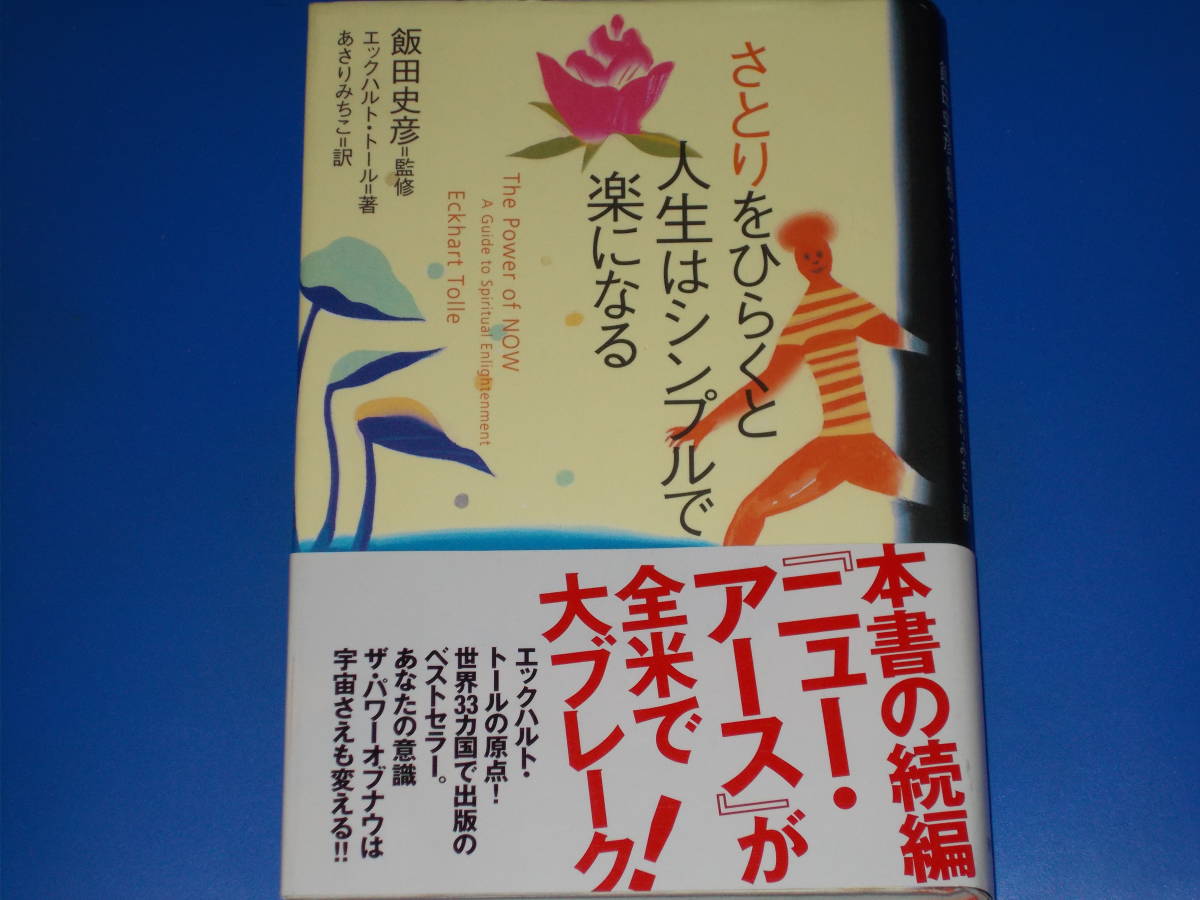 さとりをひらくと
人生はシンプルで
楽になる
The Power of NOW
A Guide to Spiritual Enlightenment
Eckhart Tolle
飯田史彦=監修
エックハルト・トール=著
あさりみちこ=訳
本書の続編
『ニュー・
アース』が
全米で
大ブレーク!
エックハルト・
トールの原点!
世界33カ国で出版の
ベストセラー。
あなたの意識
ザ・パワーオブナウは
宇宙さえも変える!!